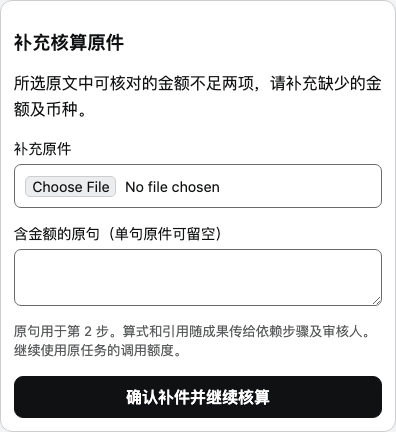 补充核算原件
所选原文中可核对的金额不足两项，请补充缺少的金
额及币种。
补充原件
Choose File No file chosen
含金额的原句（单句原件可留空）
原句用于第 2 步。算式和引用随成果传给依赖步骤及审核人。
继续使用原任务的调用额度。
确认补件并继续核算